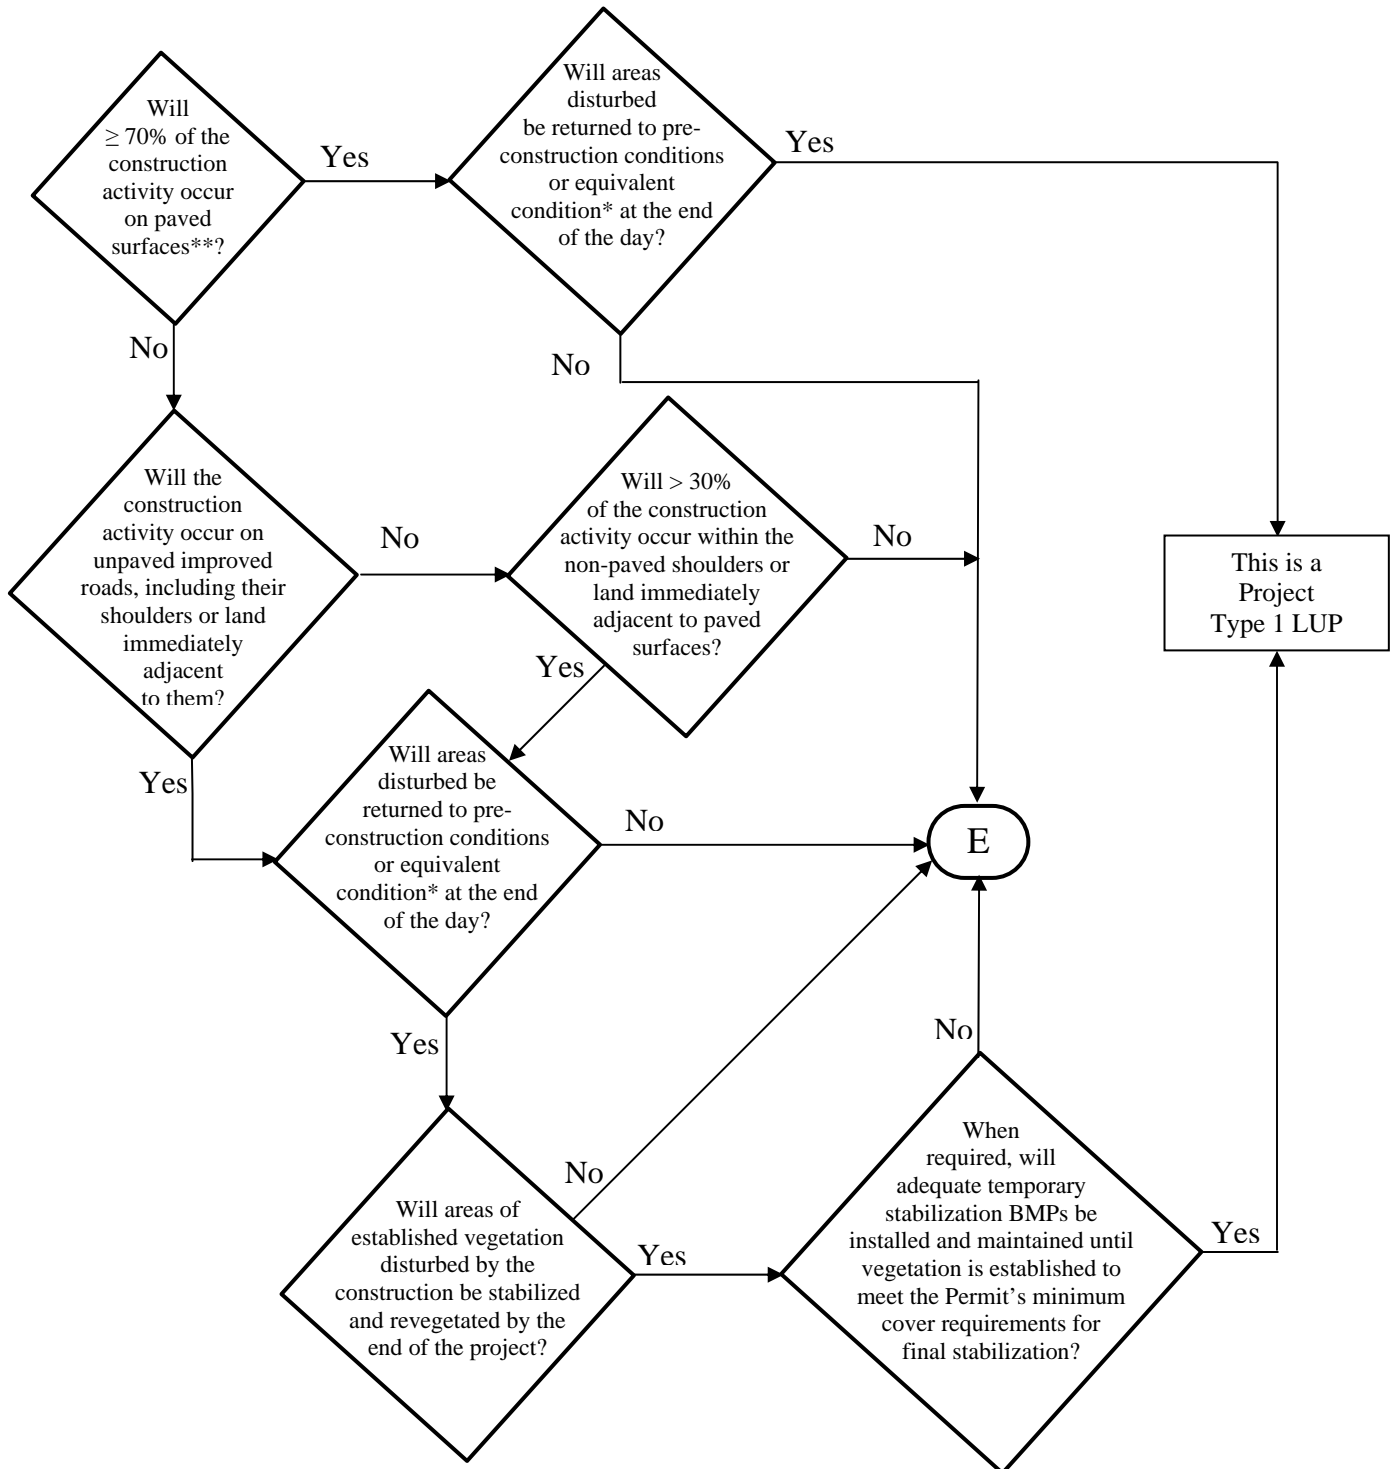 Will
≥ 70% of the
construction
activity occur
on paved
surfaces**?
Yes
Will areas
disturbed
be returned to pre-
construction conditions
or equivalent
condition* at the end
of the day?
Yes
No
No
Will the
construction
activity occur on
unpaved improved
roads, including their
shoulders or land
immediately
adjacent
to them?
No
Will > 30%
of the construction
activity occur within the
non-paved shoulders or
land immediately
adjacent to paved
surfaces?
No
This is a
Project
Type 1 LUP
Yes
Yes
Will areas
disturbed be
returned to pre-
construction conditions
or equivalent
condition* at the end
of the day?
No
E
Yes
No
No
Will areas of
established vegetation
disturbed by the
construction be stabilized
and revegetated by the
end of the project?
Yes
When
required, will
adequate temporary
stabilization BMPs be
installed and maintained until
vegetation is established to
meet the Permit’s minimum
cover requirements for
final stabilization?
Yes